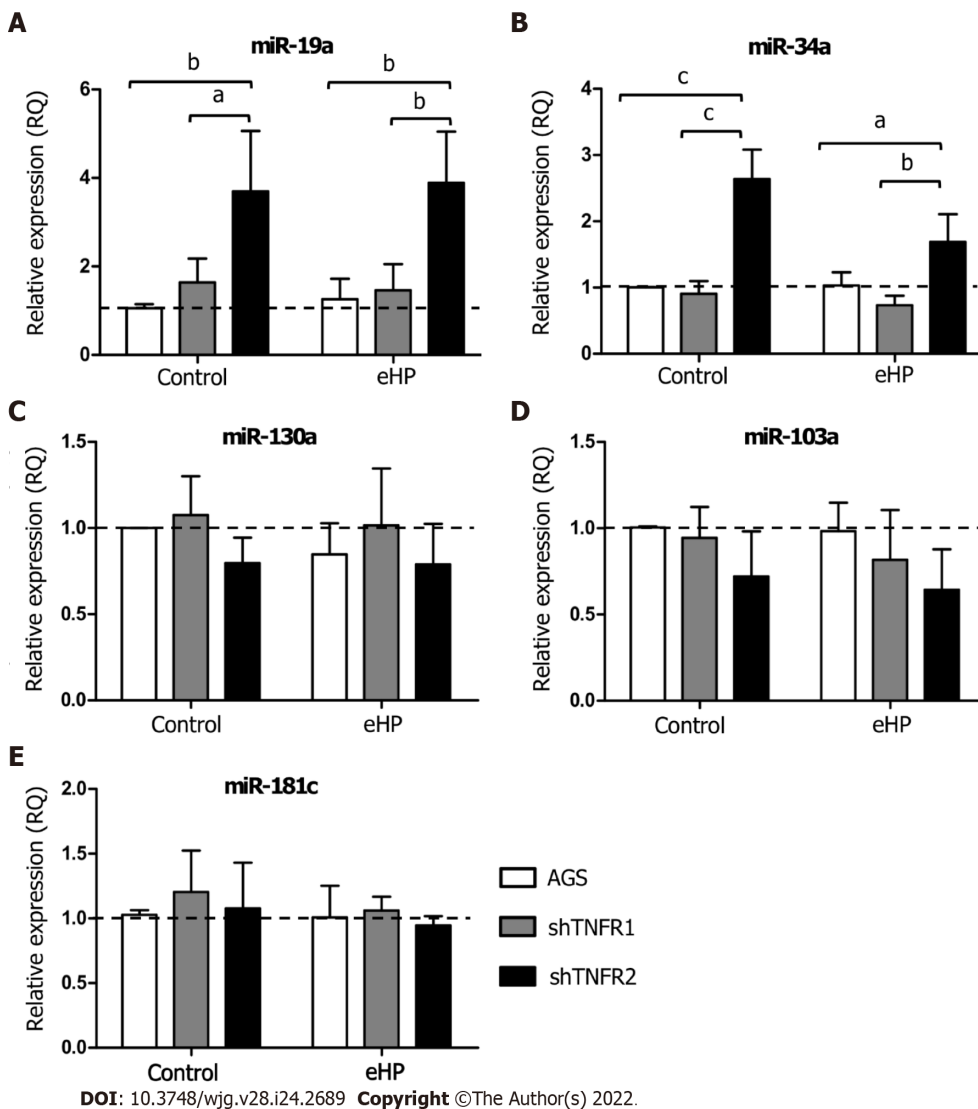 A
miR-19a
Relative expression (RQ)
6
4
2
0
b
a
b
b
Control
eHP
B
miR-34a
Relative expression (RQ)
4
3
2
1
0
c
c
a
b
Control
eHP
C
miR-130a
Relative expression (RQ)
1.5
1.0
0.5
0.0
Control
eHP
D
miR-103a
Relative expression (RQ)
1.5
1.0
0.5
0.0
Control
eHP
E
miR-181c
Relative expression (RQ)
2.0
1.5
1.0
0.5
0.0
Control
eHP
AGS
shTNFR1
shTNFR2
DOI: 10.3748/wjg.v28.i24.2689 Copyright ©The Author(s) 2022.